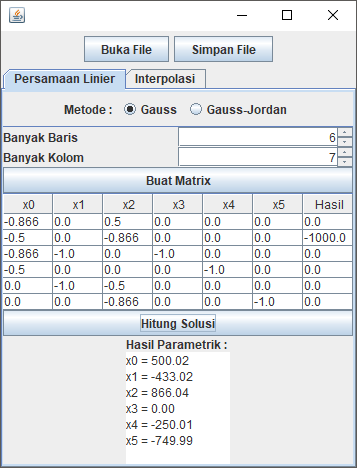 Buka File Simpan File
Persamaan Linier Interpolasi
Metode : Gauss Gauss-Jordan
Banyak Baris 6
Banyak Kolom 7
Buat Matrix
x0 x1 x2 x3 x4 x5 Hasil
-0.866 0.0 0.5 0.0 0.0 0.0 0.0
-0.5 0.0 -0.866 0.0 0.0 0.0 -1000.0
-0.866 -1.0 0.0 -1.0 0.0 0.0 0.0
-0.5 0.0 0.0 0.0 -1.0 0.0 0.0
0.0 -1.0 -0.5 0.0 0.0 0.0 0.0
0.0 0.0 -0.866 0.0 0.0 -1.0 0.0
Hitung Solusi
Hasil Parametrik :
x0 = 500.02
x1 = -433.02
x2 = 866.04
x3 = 0.00
x4 = -250.01
x5 = -749.99